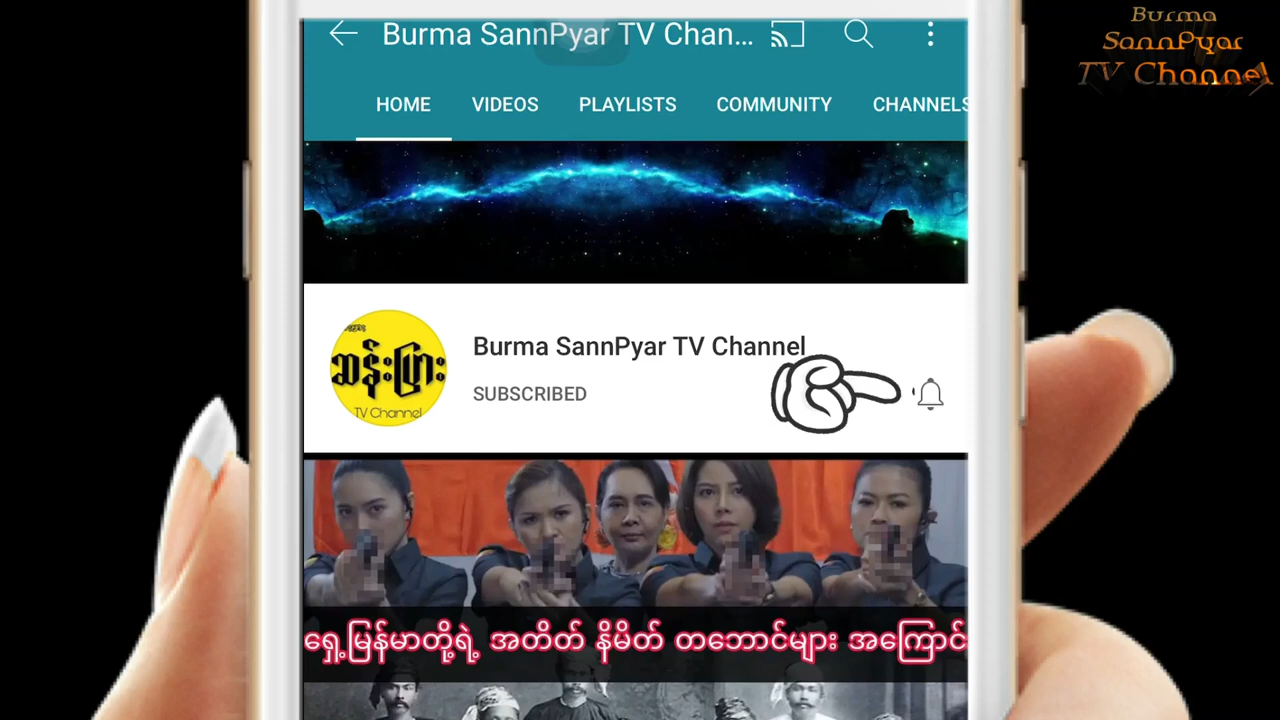 Burma
SannPyar
TV Channel
Burma SannPyar TV Chan...
HOME VIDEOS PLAYLISTS COMMUNITY CHANNELS
Burma SannPyar TV Channel
SUBSCRIBED
ဆန်းပြား
TV Channel
ရှေ့မြန်မာတို့ရဲ့ အတိတ် နိမိတ် တဘောင်များ အကြောင်